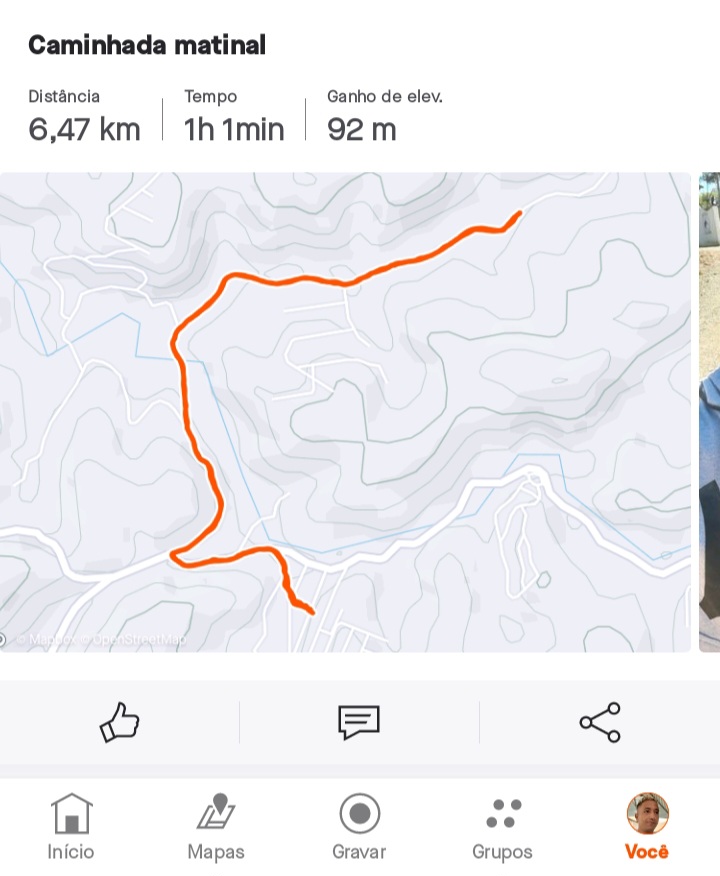 Caminhada matinal
Distância
6,47 km
Tempo
1h 1min
Ganho de elev.
92 m
© Mapbox © OpenStreetMap
Início
Mapas
Gravar
Grupos
Você